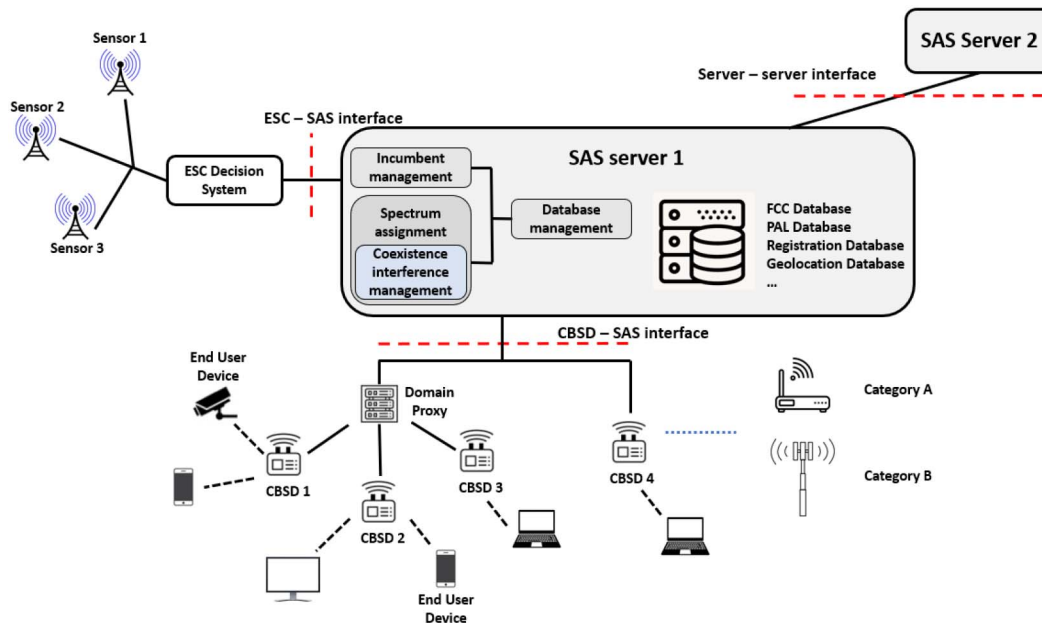 Sensor 1
SAS Server 2
Server – server interface
Sensor 2
ESC – SAS interface
ESC Decision
System
Incumbent
management
SAS server 1
Spectrum
assignment
Database
management
Coexistence
interference
management
FCC Database
PAL Database
Registration Database
Geolocation Database
...
Sensor 3
CBSD – SAS interface
End User
Device
Domain
Proxy
Category A
CBSD 1
CBSD 2
CBSD 3
CBSD 4
Category B
End User
Device